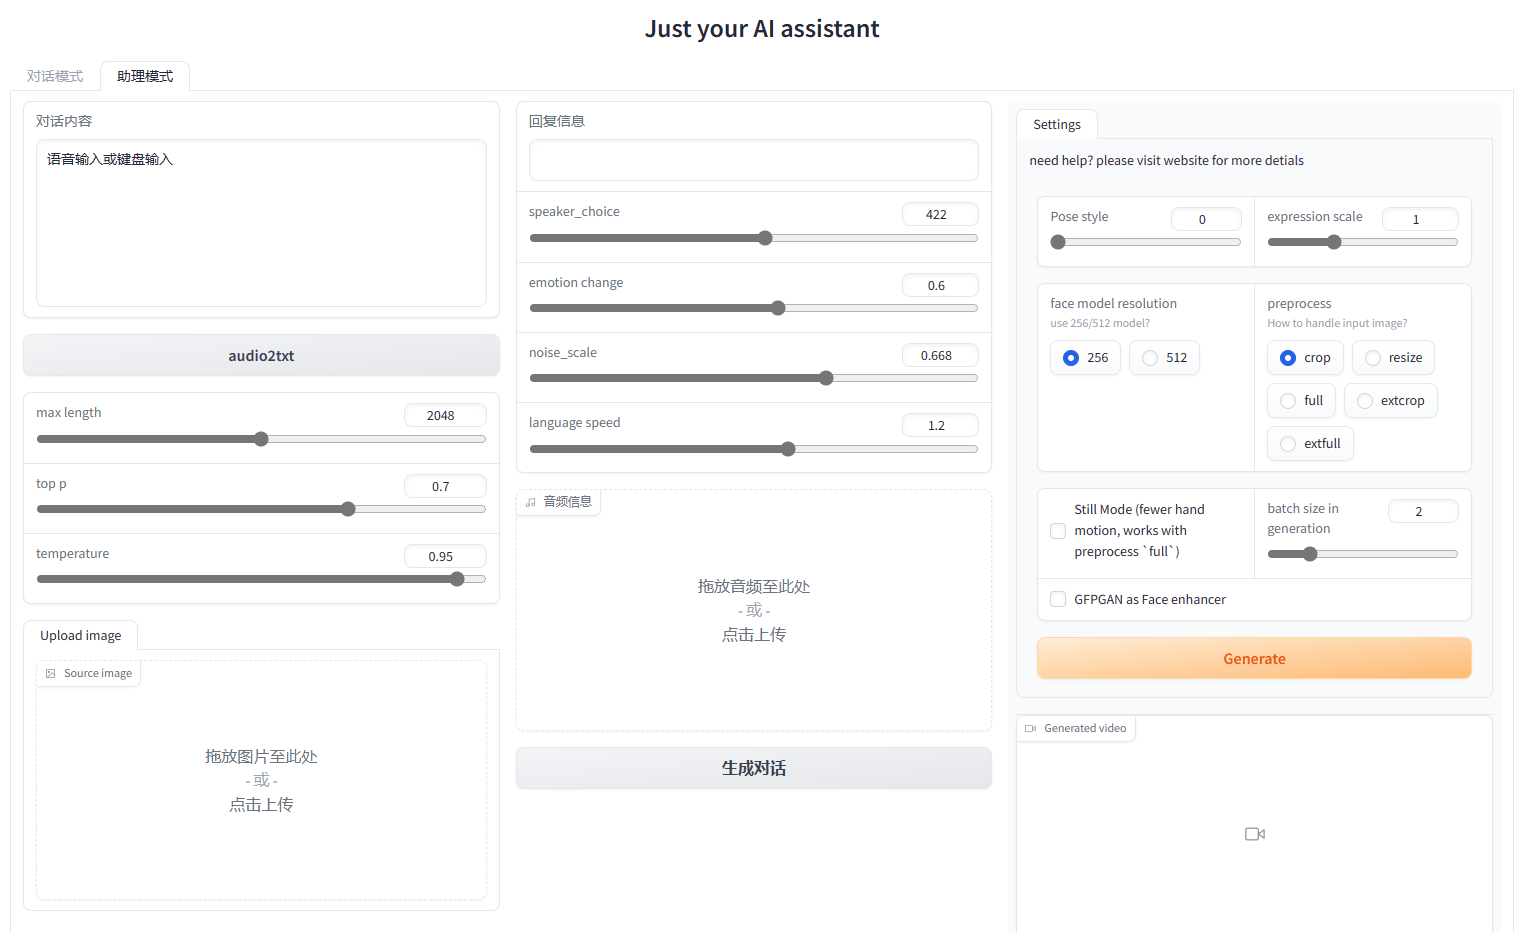 Just your AI assistant
对话模式
助理模式
对话内容
语音输入或键盘输入
audio2txt
max length
2048
top p
0.7
temperature
0.95
Upload image
Source image
拖放图片至此处
- 或 -
点击上传
回复信息
speaker_choice
422
emotion change
0.6
noise_scale
0.668
language speed
1.2
音频信息
拖放音频至此处
- 或 -
点击上传
生成对话
Settings
need help? please visit website for more detials
Pose style
0
expression scale
1
face model resolution
use 256/512 model?
256
512
preprocess
How to handle input image?
crop
resize
full
extcrop
extfull
Still Mode (fewer hand
motion, works with
preprocess `full`)
batch size in
generation
2
GFPGAN as Face enhancer
Generate
Generated video